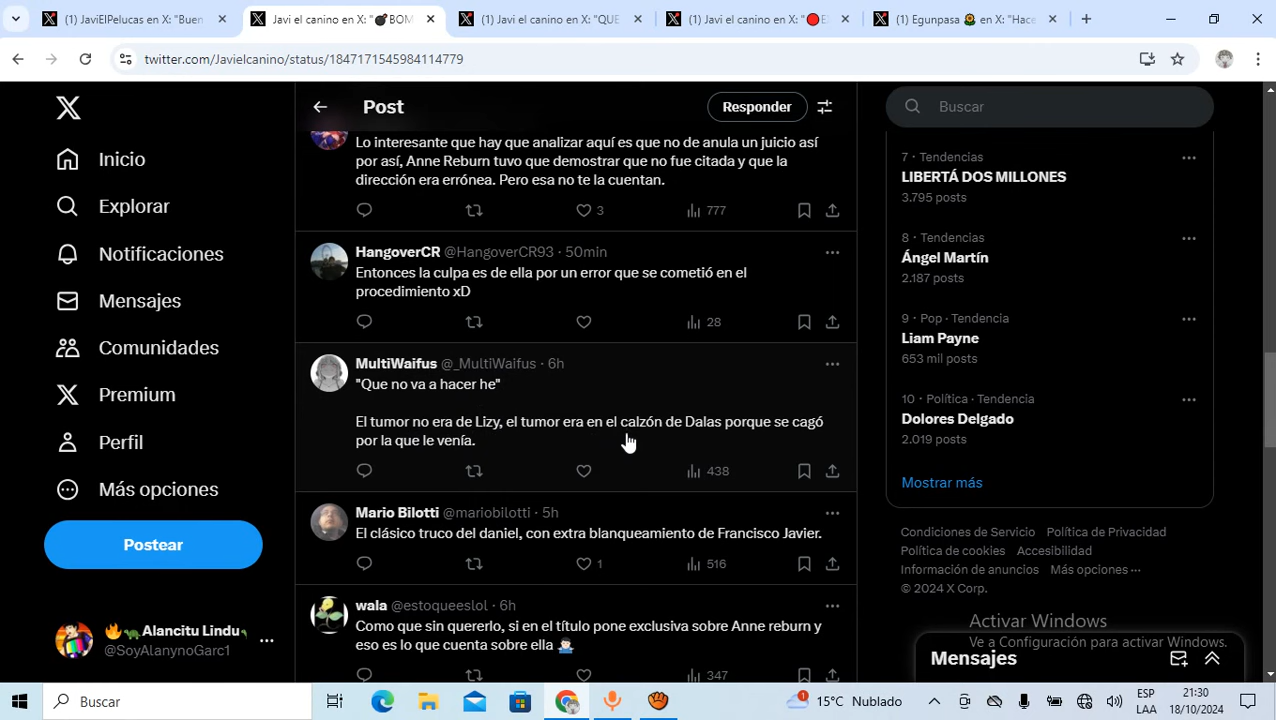 (1) JaviElPelucas en X: "Buen
Javi el canino en X: "💣BOM
(1) Javi el canino en X: "QUE
(1) Javi el canino en X: "🔴E
(1) Egunpasa 🌻 en X: "Hace
twitter.com/Javielcanino/status/1847171545984114779
Inicio
Explorar
Notificaciones
Mensajes
Comunidades
Premium
Perfil
Más opciones
Postear
🔥🐢Alancitu Lindu
@SoyAlanynoGarc1
Post
Responder
Lo interesante que hay que analizar aquí es que no de anula un juicio así
por así, Anne Reburn tuvo que demostrar que no fue citada y que la
dirección era errónea. Pero esa no te la cuentan.
3
777
HangoverCR @HangoverCR93 · 50min
Entonces la culpa es de ella por un error que se cometió en el
procedimiento xD
28
MultiWaifus @_MultiWaifus · 6h
"Que no va a hacer he"
El tumor no era de Lizy, el tumor era en el calzón de Dalas porque se cagó
por la que le venía.
438
Mario Bilotti @mariobilotti · 5h
El clásico truco del daniel, con extra blanqueamiento de Francisco Javier.
1
516
wala @estoqueeslol · 6h
Como que sin quererlo, si en el título pone exclusiva sobre Anne reburn y
eso es lo que cuenta sobre ella 🤷🏻
347
Buscar
7 · Tendencias
LIBERTÁ DOS MILLONES
3.795 posts
8 · Tendencias
Ángel Martín
2.187 posts
9 · Pop · Tendencia
Liam Payne
653 mil posts
10 · Política · Tendencia
Dolores Delgado
2.019 posts
Mostrar más
Condiciones de Servicio Política de Privacidad
Política de cookies Accesibilidad
Información de anuncios Más opciones ···
© 2024 X Corp.
Activar Windows
Ve a Configuración para activar Windows.
Mensajes
Buscar
15°C Nublado
ESP
LAA
21:30
18/10/2024